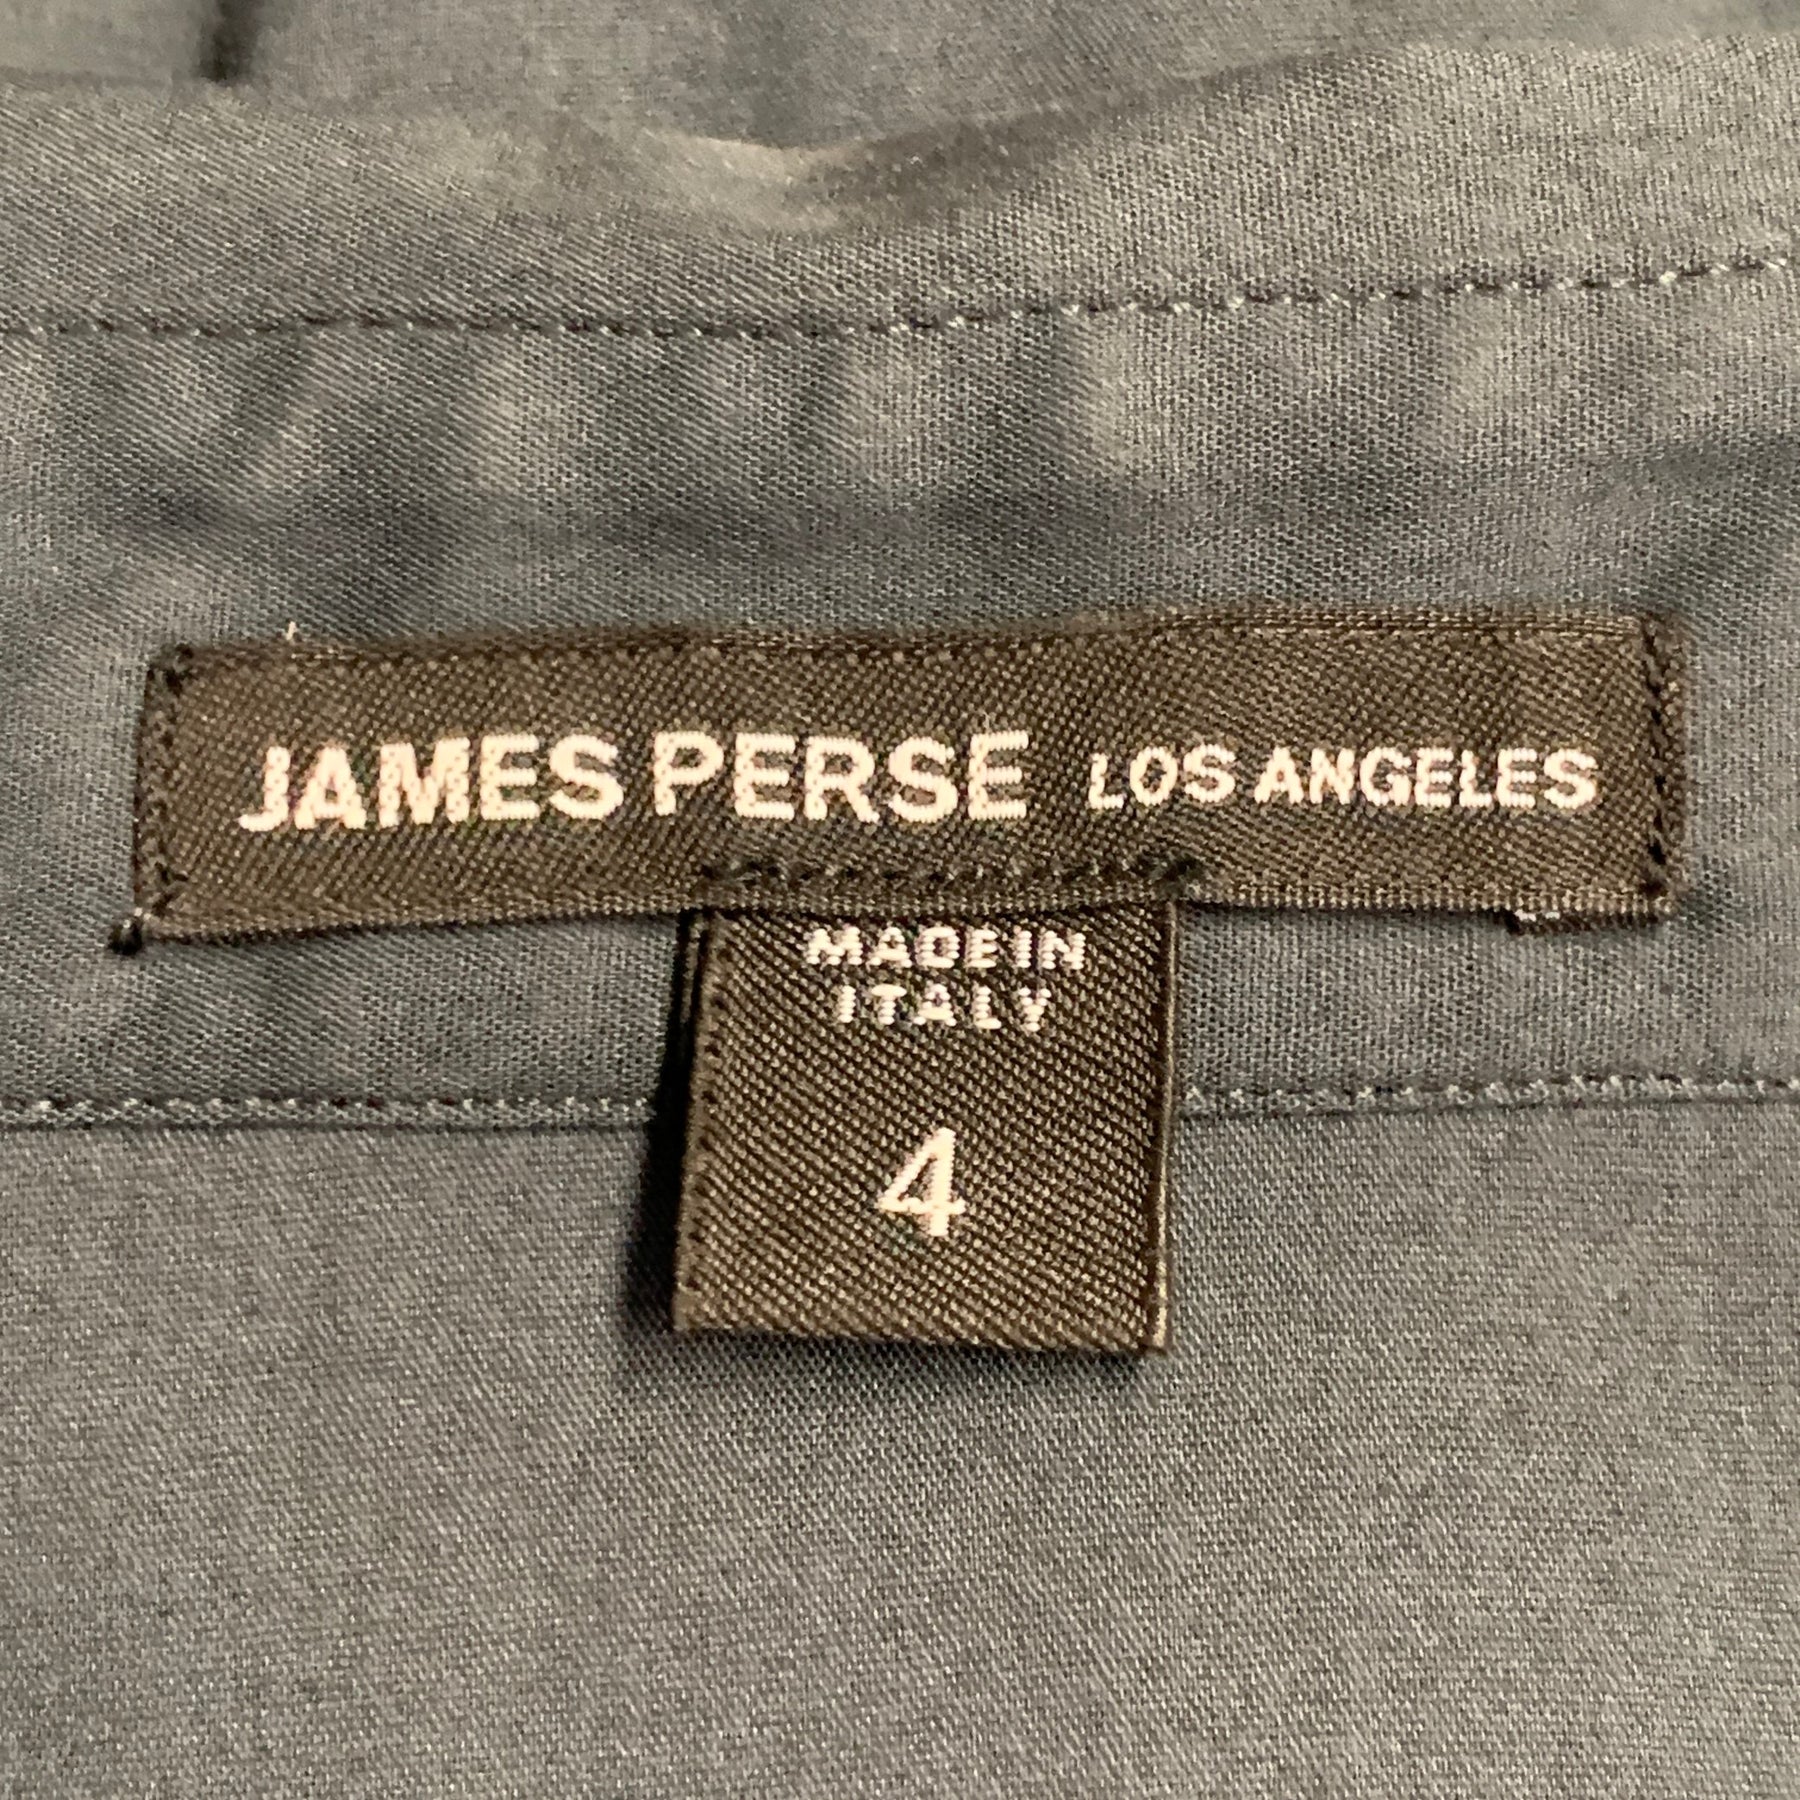 JAMES PERSE LOS ANGELES
MADE IN
ITALY
4